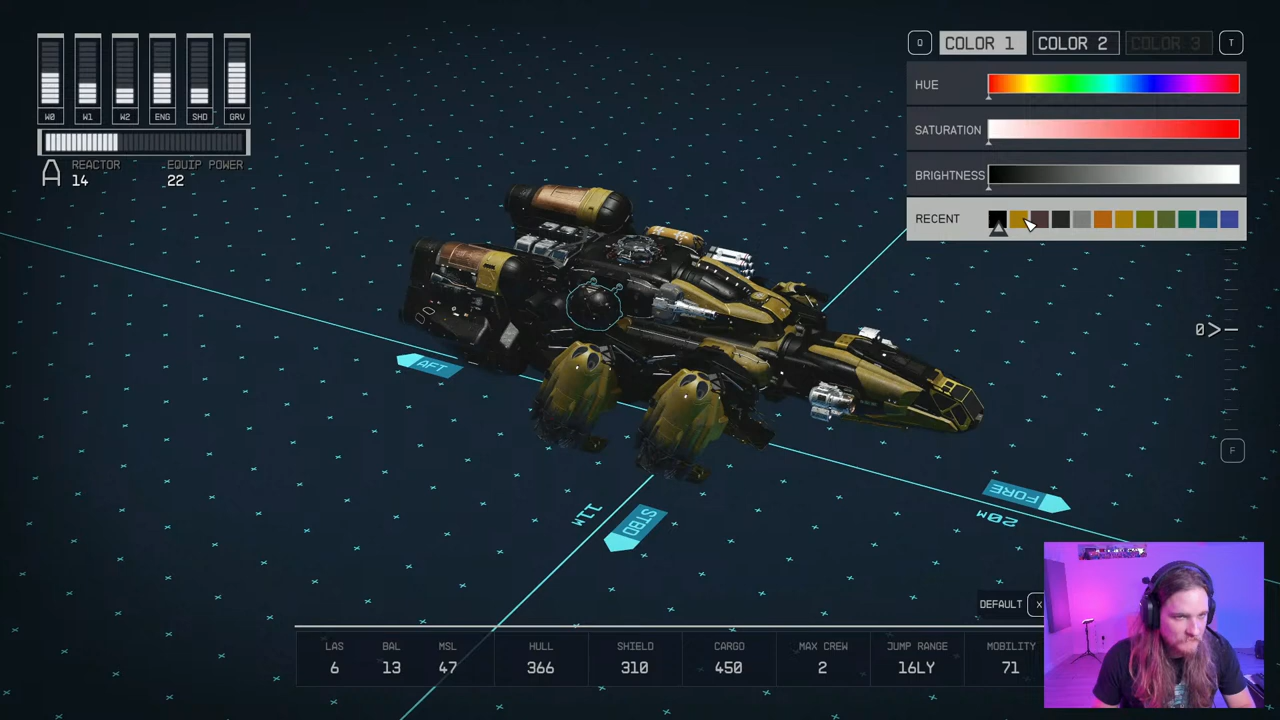 Q COLOR 1 COLOR 2 COLOR 3 T
HUE
SATURATION
BRIGHTNESS
RECENT
W0 W1 W2 ENG SHD GRV
REACTOR EQUIP POWER
A 14 22
0
AFT
F
FORE
20M
STBD
11M
DEFAULT X
LAS BAL MSL HULL SHIELD CARGO MAX CREW JUMP RANGE MOBILITY
6 13 47 366 310 450 2 16LY 71